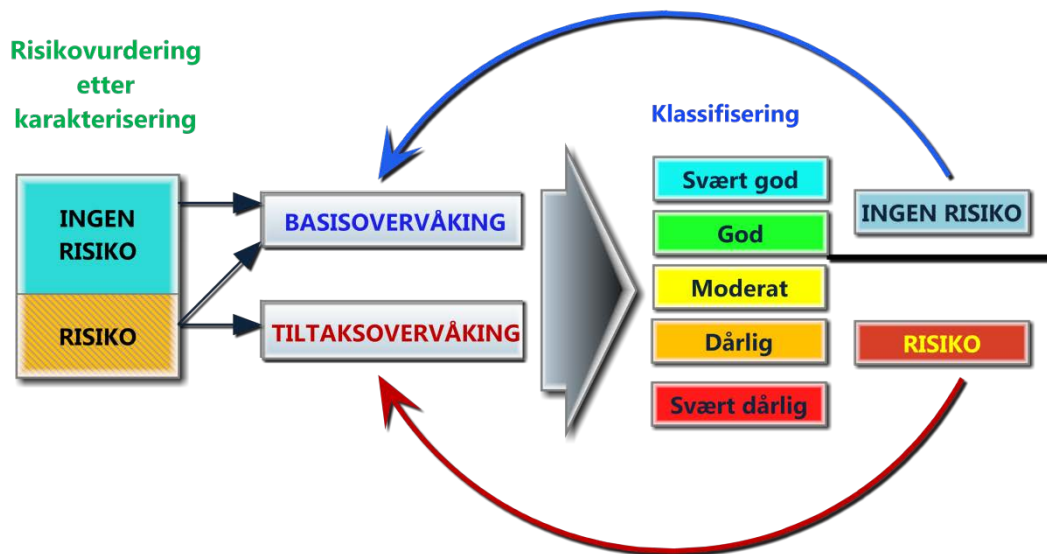 Risikovurdering
etter
karakterisering
INGEN
RISIKO
RISIKO
BASISOVERVÅKING
TILTAKSOVERVÅKING
Klassifisering
Svært god
God
Moderat
Dårlig
Svært dårlig
INGEN RISIKO
RISIKO